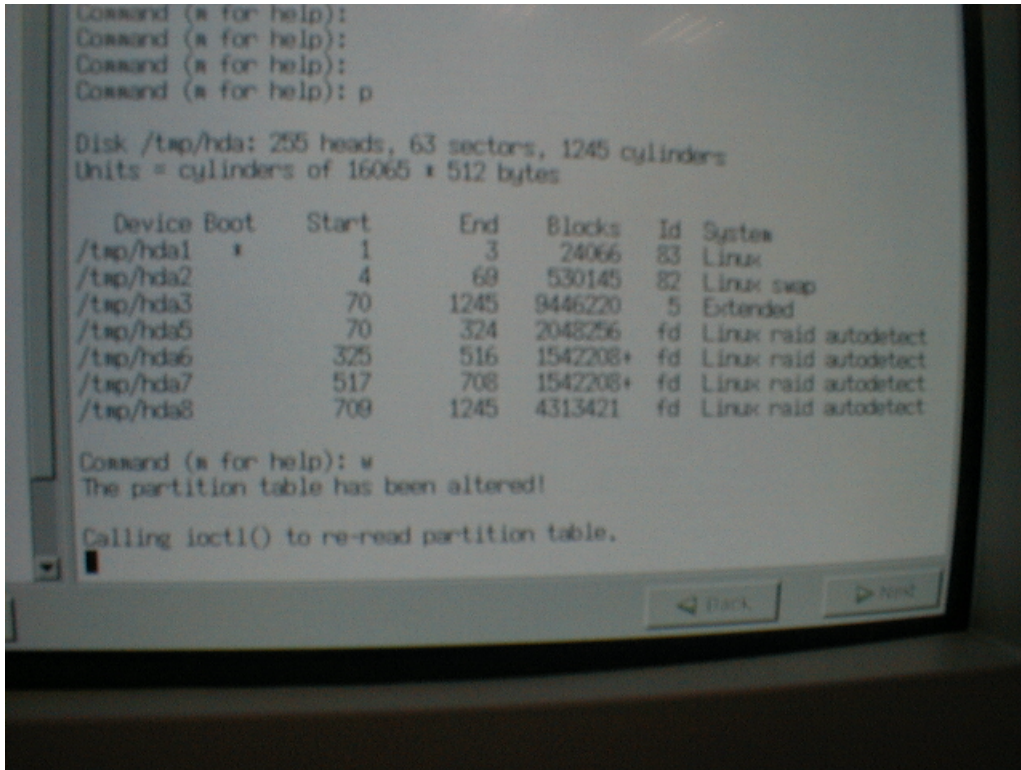 Command (m for help):
Command (m for help):
Command (m for help):
Command (m for help): p
Disk /tmp/hda: 255 heads, 63 sectors, 1245 cylinders
Units = cylinders of 16065 * 512 bytes
Device Boot Start End Blocks Id System
/tmp/hda1 * 1 3 24066 83 Linux
/tmp/hda2 4 69 530145 82 Linux swap
/tmp/hda3 70 1245 9446220 5 Extended
/tmp/hda5 70 324 2048256 fd Linux raid autodetect
/tmp/hda6 325 516 1542208+ fd Linux raid autodetect
/tmp/hda7 517 708 1542208+ fd Linux raid autodetect
/tmp/hda8 709 1245 4313421 fd Linux raid autodetect
Command (m for help): w
The partition table has been altered!
Calling ioctl() to re-read partition table.
Back Next